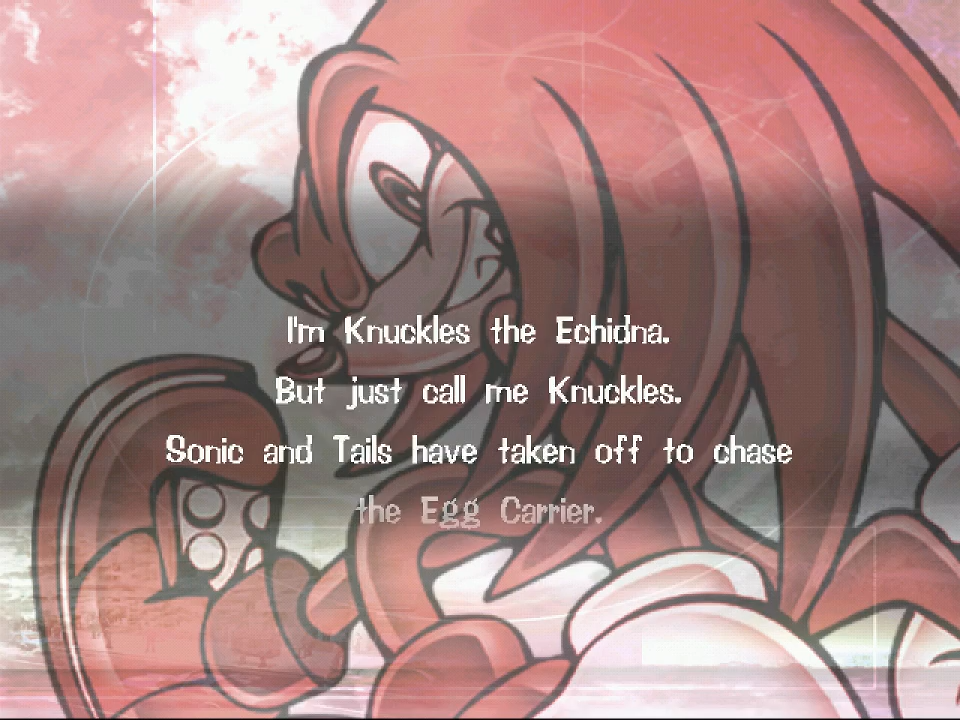 I'm Knuckles the Echidna.
But just call me Knuckles.
Sonic and Tails have taken off to chase
the Egg Carrier.